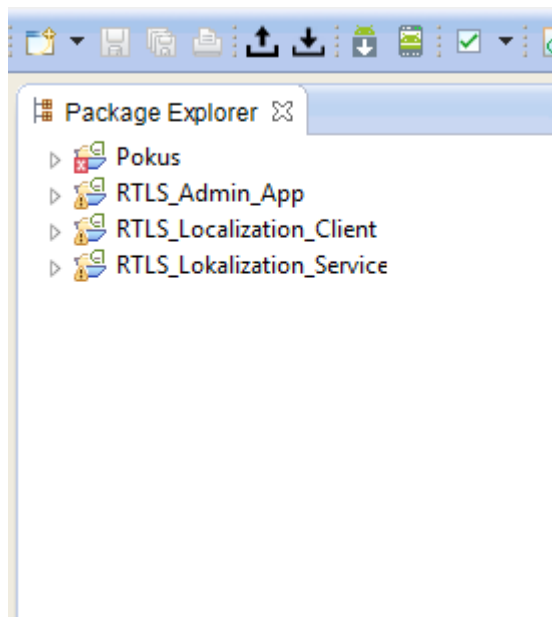 Package Explorer
Pokus
RTLS_Admin_App
RTLS_Localization_Client
RTLS_Lokalization_Service